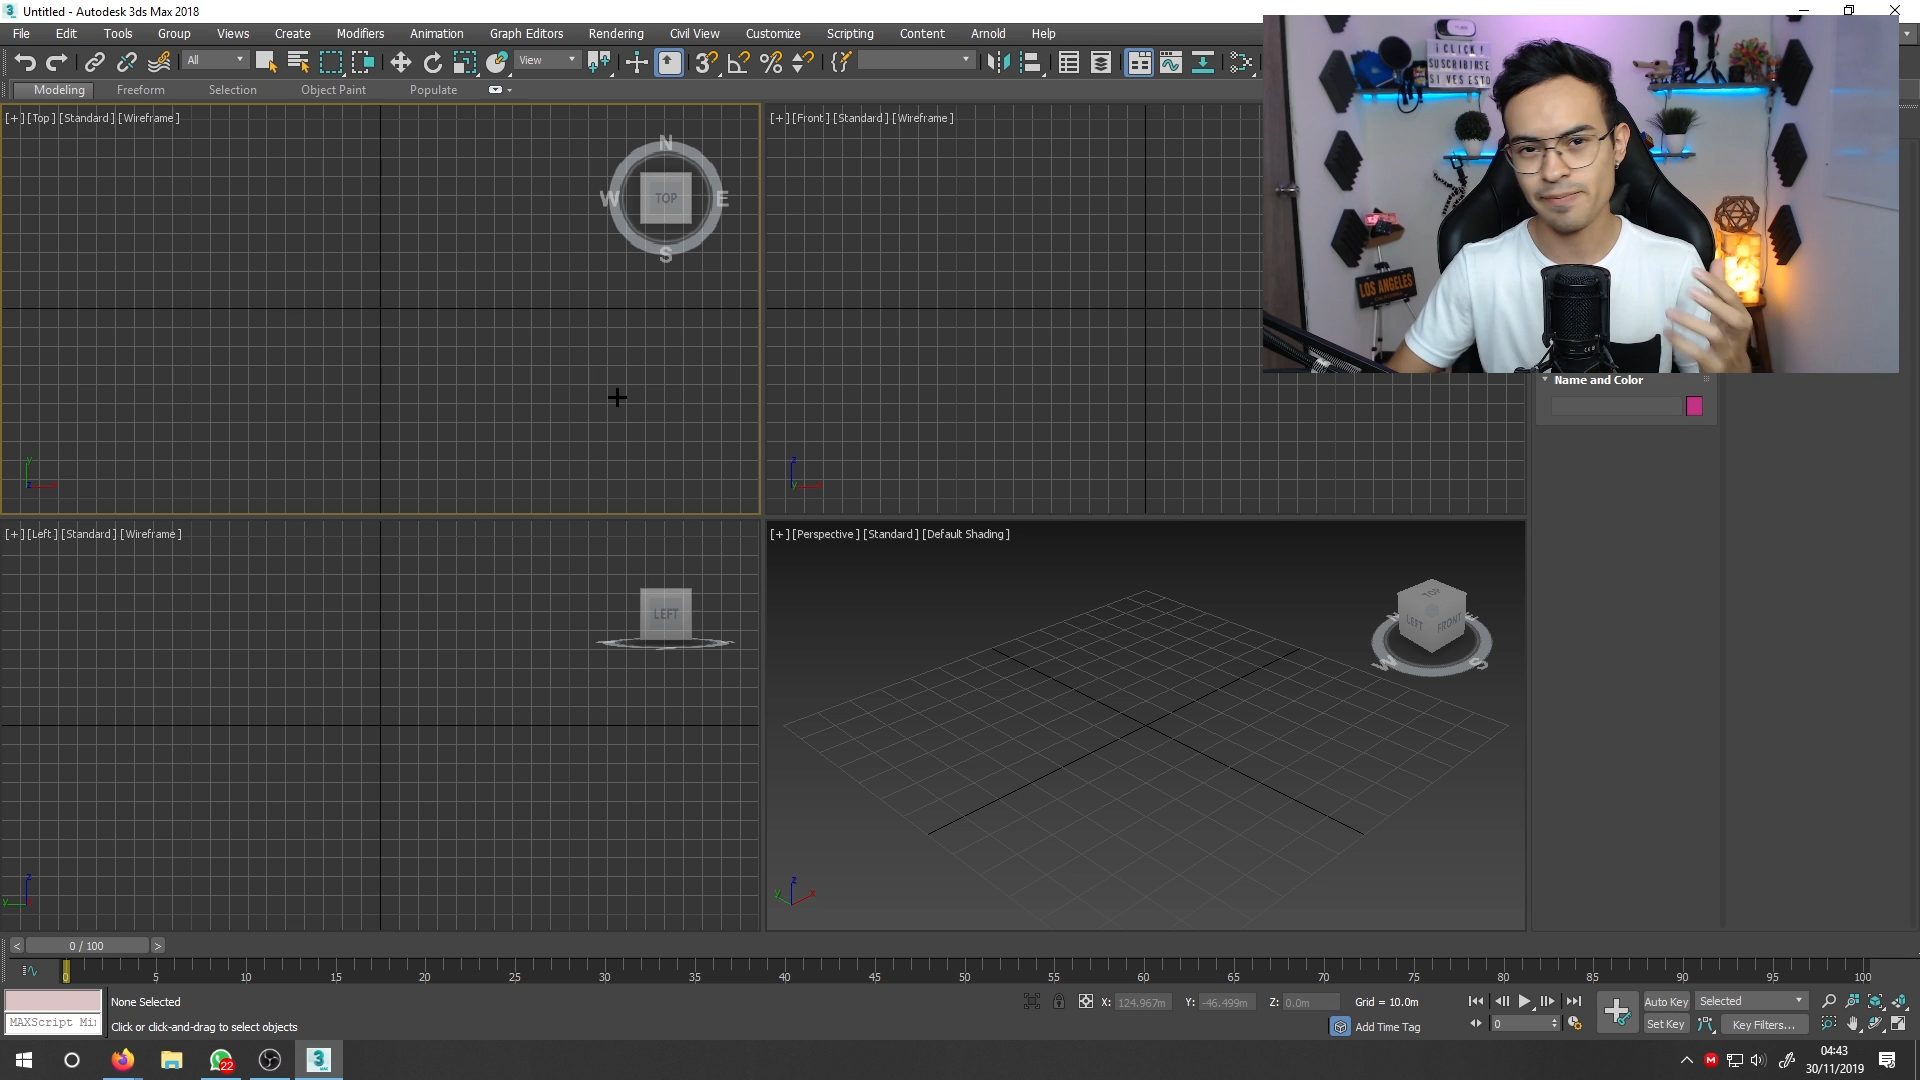 Untitled - Autodesk 3ds Max 2018
File Edit Tools Group Views Create Modifiers Animation Graph Editors Rendering Civil View Customize Scripting Content Arnold Help
All View
Modeling Freeform Selection Object Paint Populate
¡ CLICK !
SUSCRIBIRSE
SI VES ESTO
LOS ANGELES
[+] [Top] [Standard] [Wireframe]
N
W TOP E
S
y
z
[+] [Front] [Standard] [Wireframe]
z
y
Name and Color
[+] [Left] [Standard] [Wireframe]
LEFT
z
y
[+] [Perspective] [Standard] [Default Shading]
TOP
LEFT FRONT
W S
z
y x
< 0 / 100 >
0 5 10 15 20 25 30 35 40 45 50 55 60 65 70 75 80 85 90 95 100
None Selected
X: 124.967m Y: -46.499m Z: 0.0m Grid = 10.0m
Auto Key Selected
MAXScript Mi
Click or click-and-drag to select objects
Add Time Tag
0
Set Key Key Filters...
22
3
MAX
M
04:43
30/11/2019